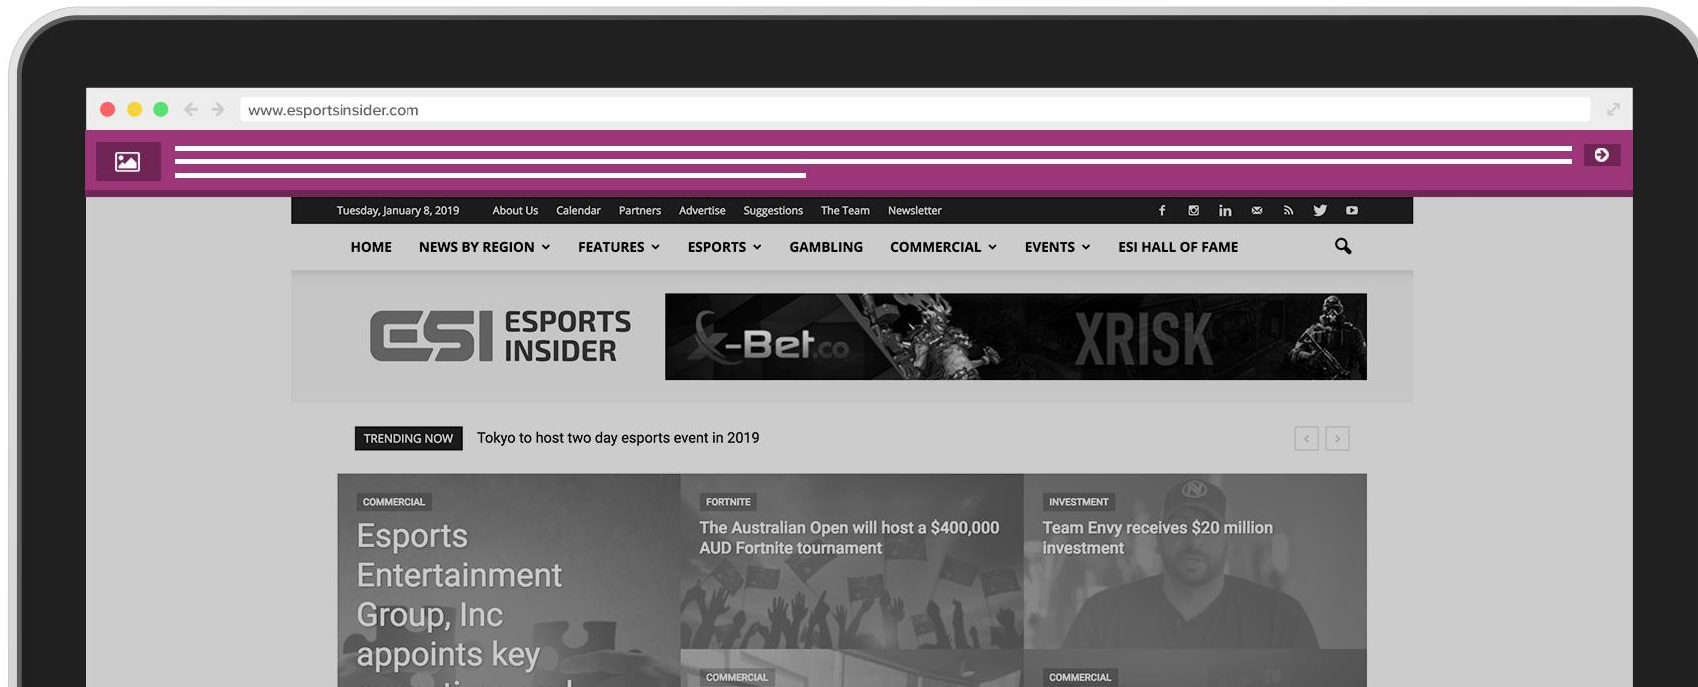 www.esportsinsider.com
Tuesday, January 8, 2019 About Us Calendar Partners Advertise Suggestions The Team Newsletter
HOME NEWS BY REGION FEATURES ESPORTS GAMBLING COMMERCIAL EVENTS ESI HALL OF FAME
ESI ESPORTS
INSIDER
X-Bet.co XRISK
TRENDING NOW Tokyo to host two day esports event in 2019
COMMERCIAL
Esports
Entertainment
Group, Inc
appoints key
FORTNITE
The Australian Open will host a $400,000
AUD Fortnite tournament
INVESTMENT
Team Envy receives $20 million
investment
COMMERCIAL
COMMERCIAL